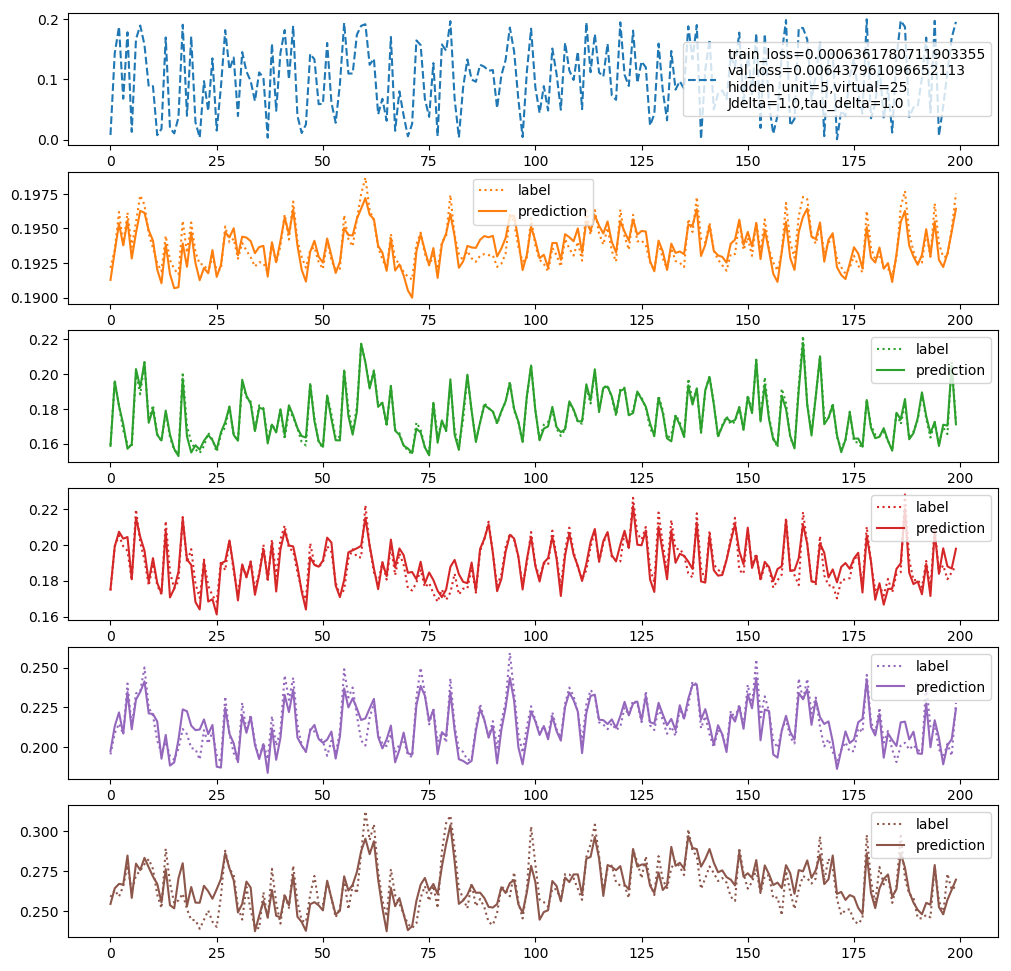 0.2
0.1
0.0
train_loss=0.00063617807119033​55
val_loss=0.006437961096652113
hidden_unit=5,virtual=25
Jdelta=1.0,tau_delta=1.0
0 25 50 75 100 125 150 175 200
0.1975
0.1950
0.1925
0.1900
label
prediction
0 25 50 75 100 125 150 175 200
0.22
0.20
0.18
0.16
label
prediction
0 25 50 75 100 125 150 175 200
0.22
0.20
0.18
0.16
label
prediction
0 25 50 75 100 125 150 175 200
0.250
0.225
0.200
label
prediction
0 25 50 75 100 125 150 175 200
0.300
0.275
0.250
label
prediction
0 25 50 75 100 125 150 175 200